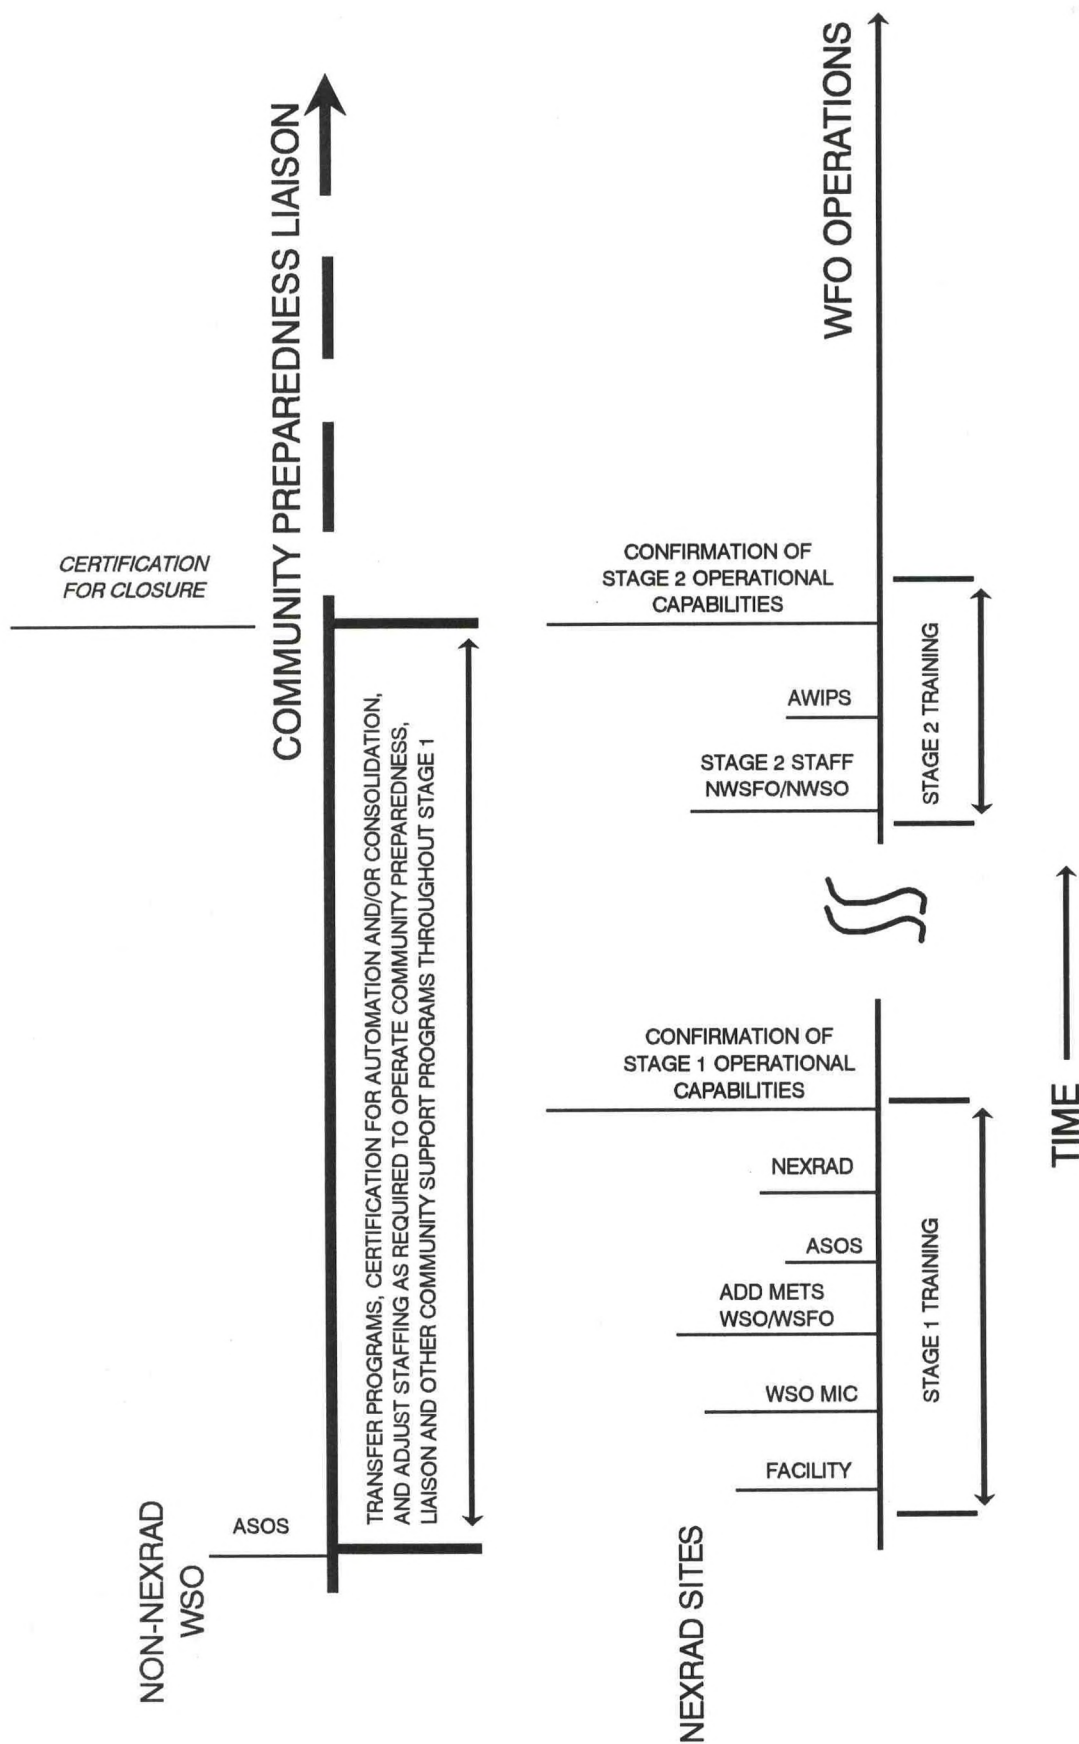 NON-NEXRAD
WSO
ASOS
CERTIFICATION
FOR CLOSURE
COMMUNITY PREPAREDNESS LIAISON
TRANSFER PROGRAMS, CERTIFICATION FOR AUTOMATION AND/OR CONSOLIDATION,
AND ADJUST STAFFING AS REQUIRED TO OPERATE COMMUNITY PREPAREDNESS,
LIAISON AND OTHER COMMUNITY SUPPORT PROGRAMS THROUGHOUT STAGE 1
NEXRAD SITES
FACILITY
WSO MIC
ADD METS
WSO/WSFO
ASOS
NEXRAD
CONFIRMATION OF
STAGE 1 OPERATIONAL
CAPABILITIES
STAGE 2 STAFF
NWSFO/NWSO
AWIPS
CONFIRMATION OF
STAGE 2 OPERATIONAL
CAPABILITIES
WFO OPERATIONS
STAGE 1 TRAINING
STAGE 2 TRAINING
TIME